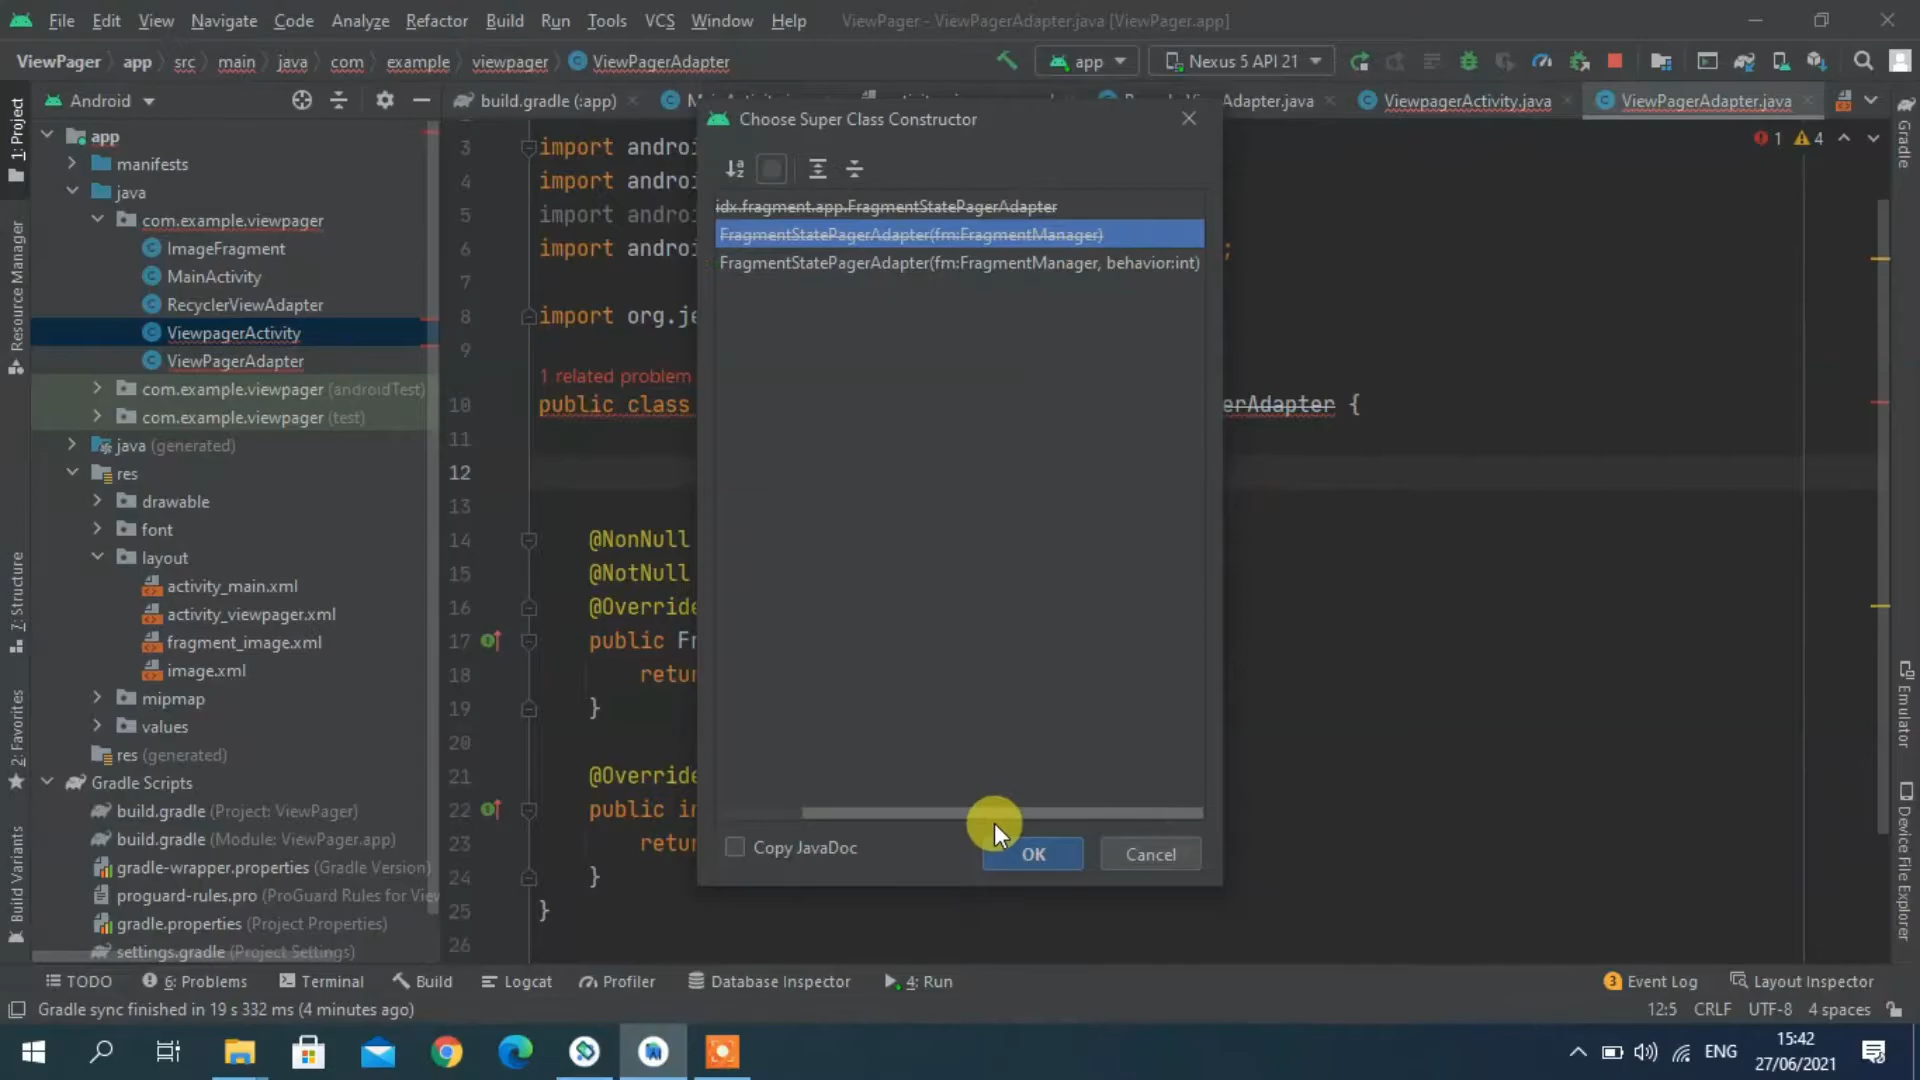 File Edit View Navigate Code Analyze Refactor Build Run Tools VCS Window Help ViewPager - ViewPagerAdapter.java [ViewPager.app]
ViewPager app src main java com example viewpager ViewPagerAdapter app Nexus 5 API 21
Android build.gradle (:app) Adapter.java ViewpagerActivity.java ViewPagerAdapter.java
1: Project
Resource Manager
7: Structure
2: Favorites
Build Variants
app
manifests
java
com.example.viewpager
ImageFragment
MainActivity
RecyclerViewAdapter
ViewpagerActivity
ViewPagerAdapter
com.example.viewpager (androidTest)
com.example.viewpager (test)
java (generated)
res
drawable
font
layout
activity_main.xml
activity_viewpager.xml
fragment_image.xml
image.xml
mipmap
values
res (generated)
Gradle Scripts
build.gradle (Project: ViewPager)
build.gradle (Module: ViewPager.app)
gradle-wrapper.properties (Gradle Version)
proguard-rules.pro (ProGuard Rules for View
gradle.properties (Project Properties)
settings.gradle (Project Settings)
1 4
3 import androi
4 import androi
5 import androi
6 import androi ;
7
8 import org.je
9
1 related problem
10 public class erAdapter {
11
12
13
14 @NonNull
15 @NotNull
16 @Override
17 public Fr
18 retur
19 }
20
21 @Override
22 public in
23 retur
24 }
25 }
26
Choose Super Class Constructor
idx.fragment.app.FragmentStatePagerAdapter
FragmentStatePagerAdapter(fm:FragmentManager)
FragmentStatePagerAdapter(fm:FragmentManager, behavior:int)
Copy JavaDoc OK Cancel
Gradle
Emulator
Device File Explorer
TODO 6: Problems Terminal Build Logcat Profiler Database Inspector 4: Run 3 Event Log Layout Inspector
Gradle sync finished in 19 s 332 ms (4 minutes ago) 12:5 CRLF UTF-8 4 spaces
ENG 15:42
27/06/2021